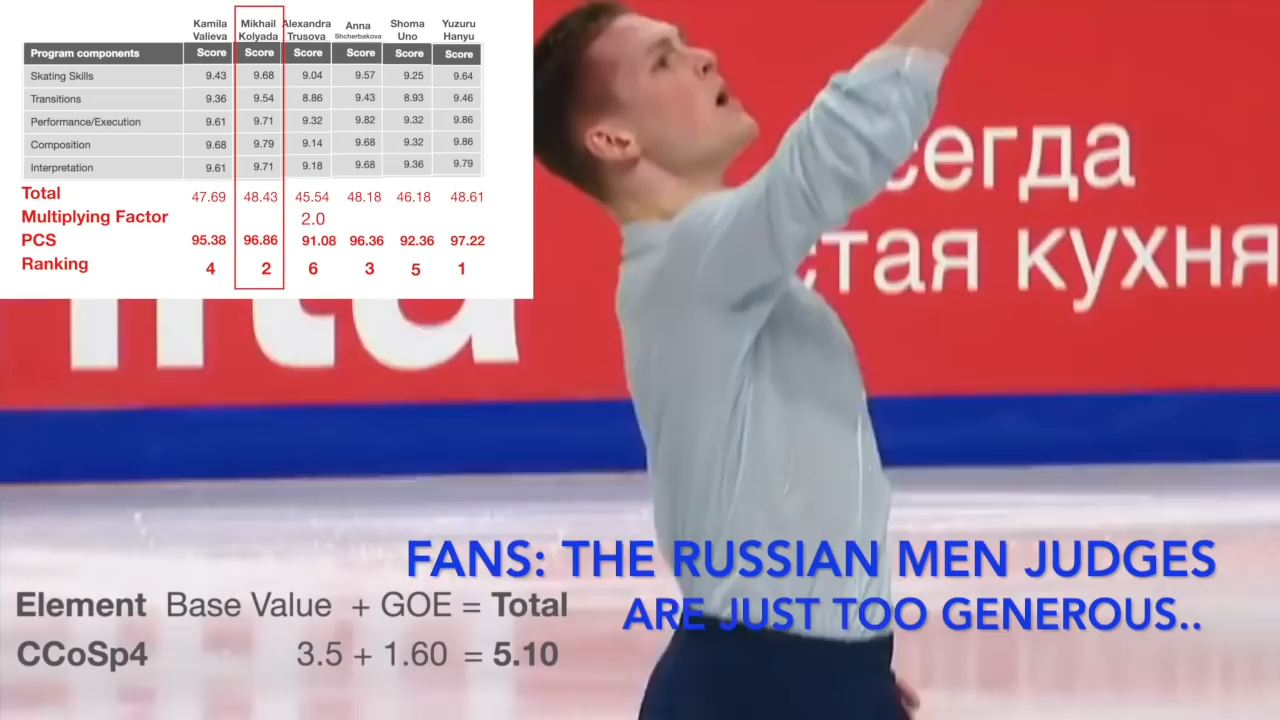 Kamila Valieva Mikhail Kolyada Alexandra Trusova Anna Shcherbakova Shoma Uno Yuzuru Hanyu
Program components Score Score Score Score Score Score
Skating Skills 9.43 9.68 9.04 9.57 9.25 9.64
Transitions 9.36 9.54 8.86 9.43 8.93 9.46
Performance/Execution 9.61 9.71 9.32 9.82 9.32 9.86
Composition 9.68 9.79 9.14 9.68 9.32 9.86
Interpretation 9.61 9.71 9.18 9.68 9.36 9.79
Total 47.69 48.43 45.54 48.18 46.18 48.61
Multiplying Factor 2.0
PCS 95.38 96.86 91.08 96.36 92.36 97.22
Ranking 4 2 6 3 5 1
сегда
стая кухня
FANS: THE RUSSIAN MEN JUDGES
ARE JUST TOO GENEROUS..
Element Base Value + GOE = Total
CCoSp4 3.5 + 1.60 = 5.10